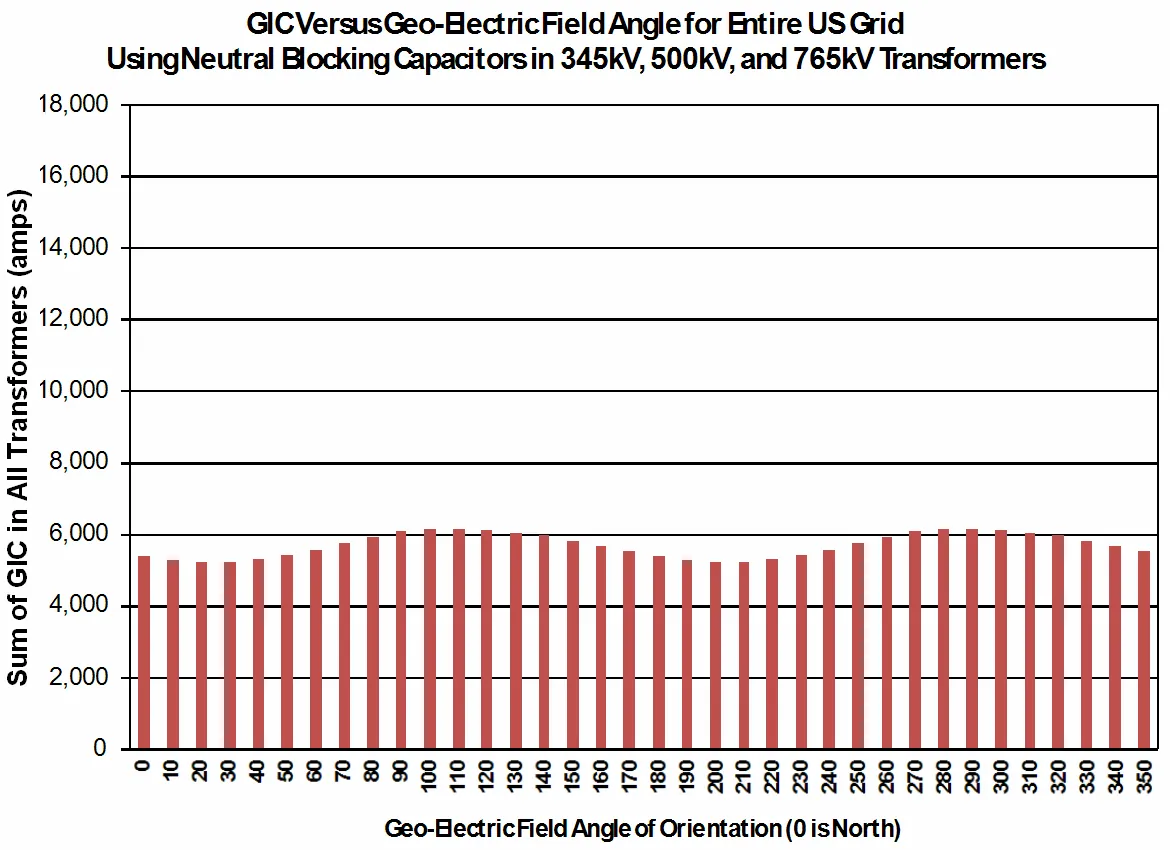 GIC Versus Geo-Electric Field Angle for Entire US Grid
Using Neutral Blocking Capacitors in 345kV, 500kV, and 765kV Transformers
18,000
16,000
14,000
12,000
10,000
8,000
6,000
4,000
2,000
0
Sum of GIC in All Transformers (amps)
0 10 20 30 40 50 60 70 80 90 100 110 120 130 140 150 160 170 180 190 200 210 220 230 240 250 260 270 280 290 300 310 320 330 340 350
Geo-Electric Field Angle of Orientation (0 is North)